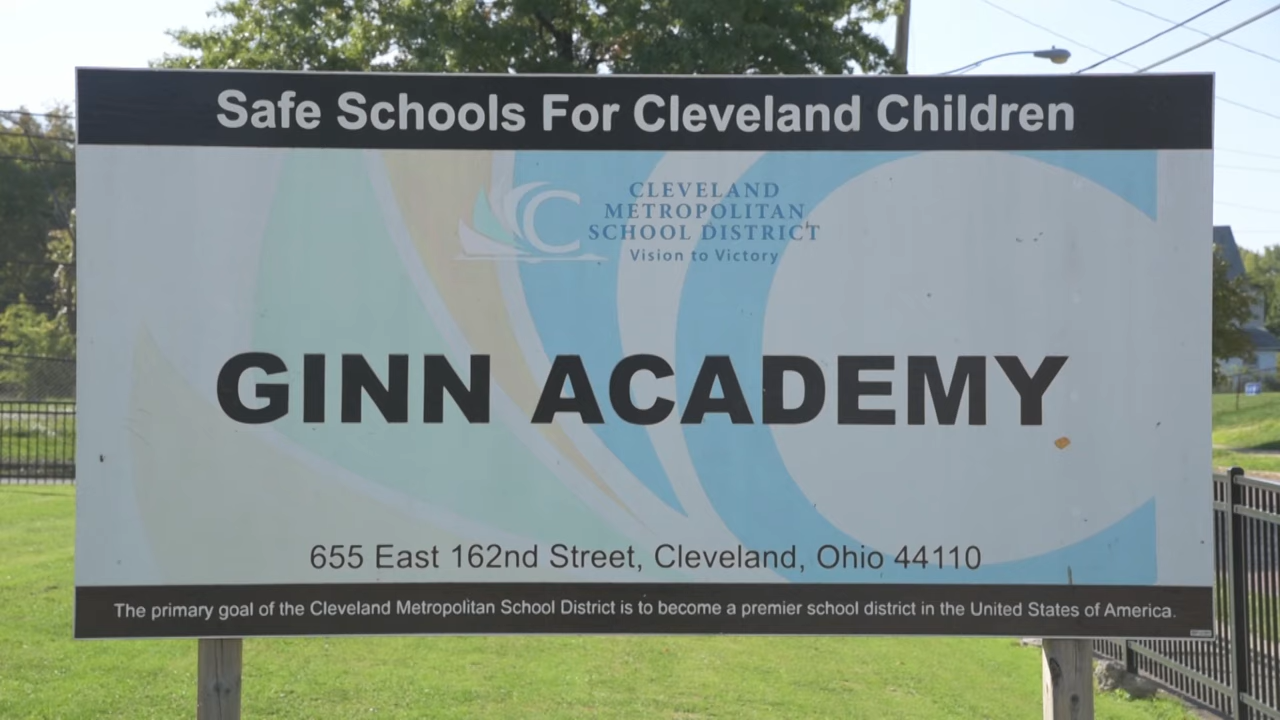 Safe Schools For Cleveland Children
CLEVELAND
METROPOLITAN
SCHOOL DISTRICT
Vision to Victory
GINN ACADEMY
655 East 162nd Street, Cleveland, Ohio 44110
The primary goal of the Cleveland Metropolitan School District is to become a premier school district in the United States of America.